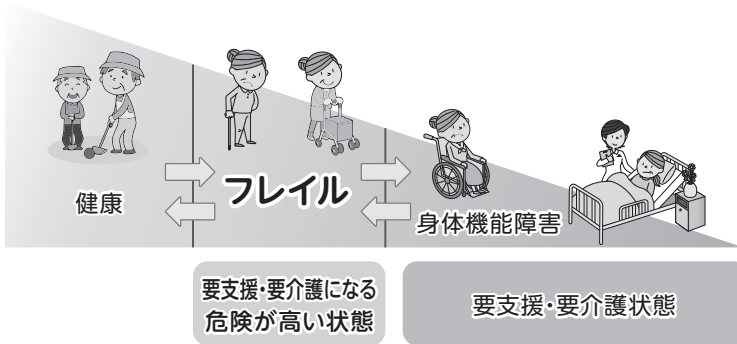 健康
フレイル
身体機能障害
要支援・要介護になる
危険が高い状態
要支援・要介護状態